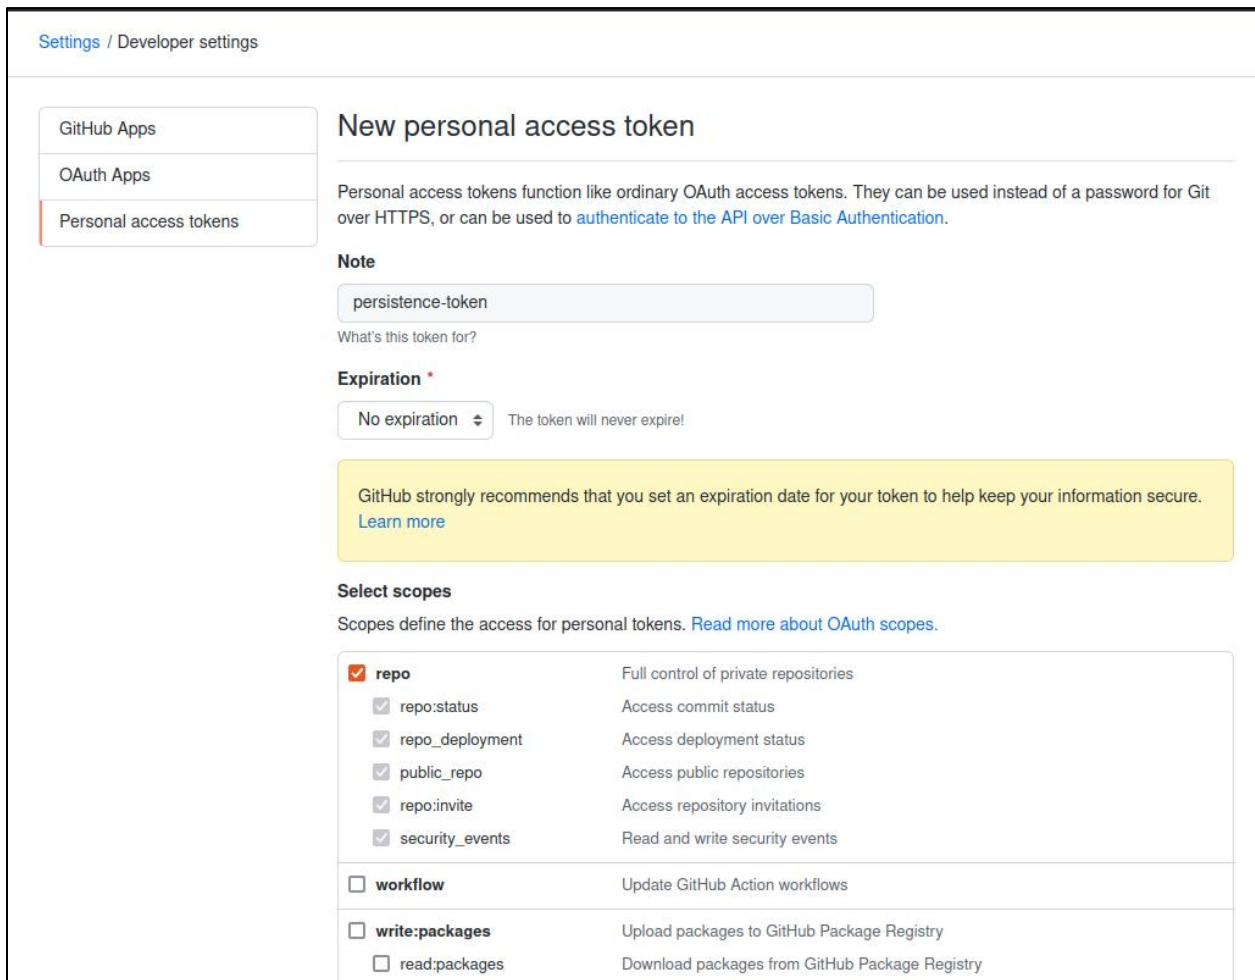 Settings / Developer settings
GitHub Apps
OAuth Apps
Personal access tokens
New personal access token
Personal access tokens function like ordinary OAuth access tokens. They can be used instead of a password for Git
over HTTPS, or can be used to authenticate to the API over Basic Authentication.
Note
persistence-token
What's this token for?
Expiration *
No expiration The token will never expire!
GitHub strongly recommends that you set an expiration date for your token to help keep your information secure.
Learn more
Select scopes
Scopes define the access for personal tokens. Read more about OAuth scopes.
repo Full control of private repositories
repo:status Access commit status
repo_deployment Access deployment status
public_repo Access public repositories
repo:invite Access repository invitations
security_events Read and write security events
workflow Update GitHub Action workflows
write:packages Upload packages to GitHub Package Registry
read:packages Download packages from GitHub Package Registry